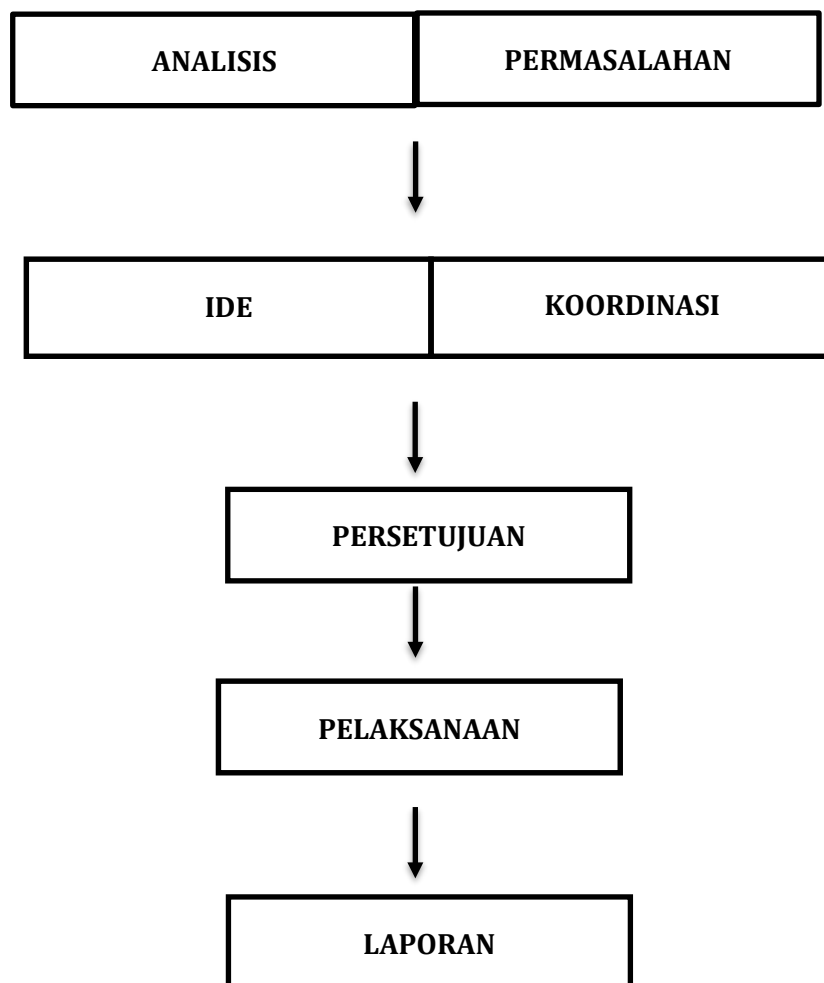 ANALISIS
PERMASALAHAN
IDE
KOORDINASI
PERSETUJUAN
PELAKSANAAN
LAPORAN